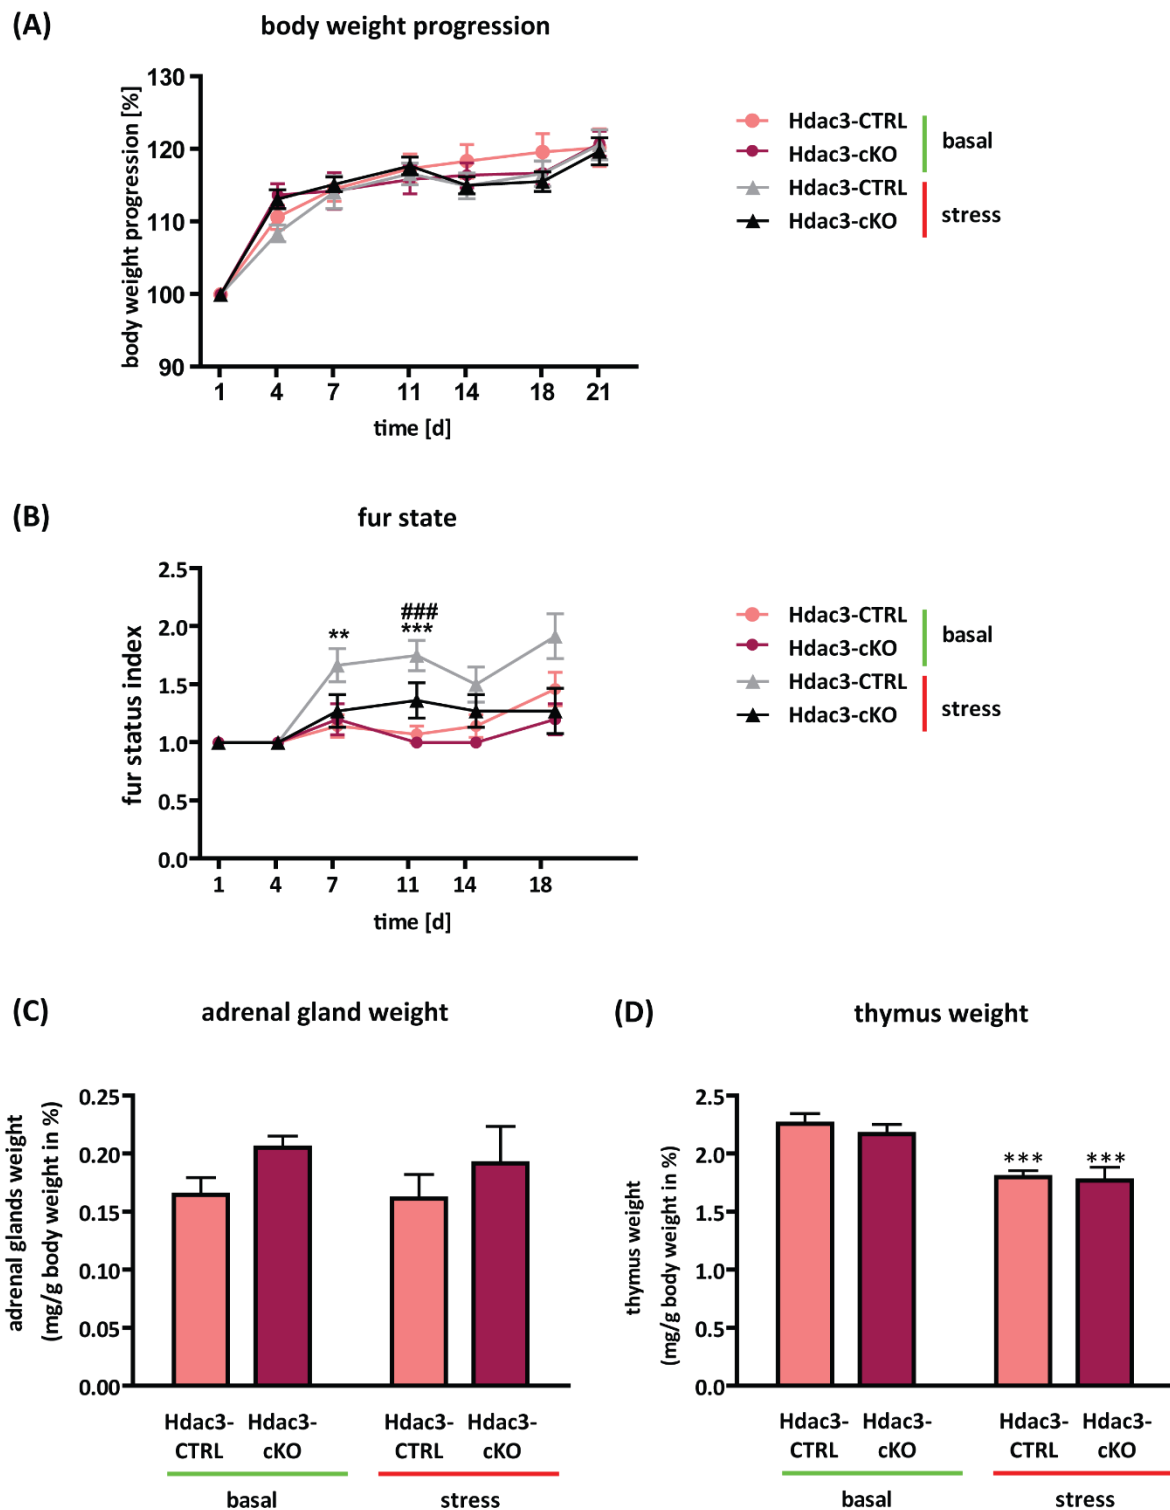 (A)
body weight progression
body weight progression [%]
130
120
110
100
90
1 4 7 11 14 18 21
time [d]
Hdac3-CTRL
Hdac3-cKO
basal
Hdac3-CTRL
Hdac3-cKO
stress
(B)
fur state
fur status index
2.5
2.0
1.5
1.0
0.5
0.0
**
###
***
1 4 7 11 14 18
time [d]
Hdac3-CTRL
Hdac3-cKO
basal
Hdac3-CTRL
Hdac3-cKO
stress
(C)
adrenal gland weight
adrenal glands weight
(mg/g body weight in %)
0.25
0.20
0.15
0.10
0.05
0.00
Hdac3-
CTRL
Hdac3-
cKO
Hdac3-
CTRL
Hdac3-
cKO
basal
stress
(D)
thymus weight
thymus weight
(mg/g body weight in %)
2.5
2.0
1.5
1.0
0.5
0.0
***
***
Hdac3-
CTRL
Hdac3-
cKO
Hdac3-
CTRL
Hdac3-
cKO
basal
stress